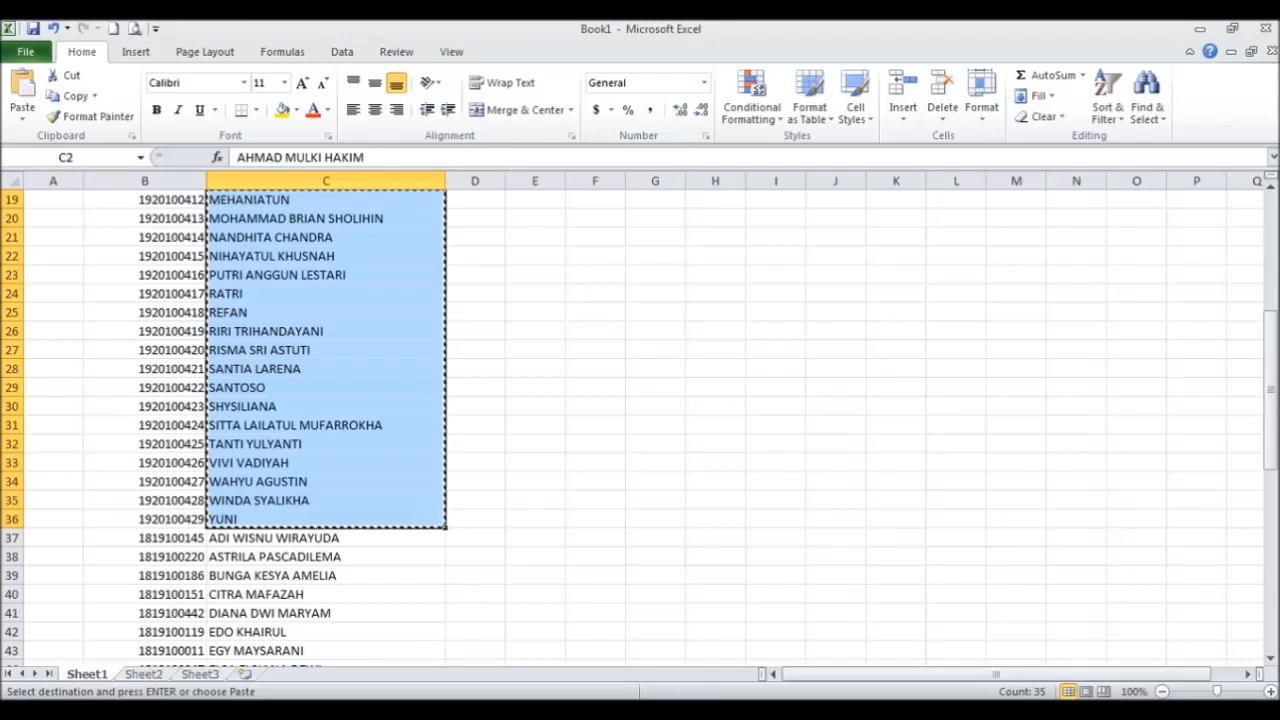 Book1 - Microsoft Excel
File Home Insert Page Layout Formulas Data Review View
Paste
Cut
Copy
Format Painter
Clipboard
Calibri 11
B I U
Font
Wrap Text
Merge & Center
Alignment
General
$ % ,
Number
Conditional Formatting
Format as Table
Cell Styles
Styles
Insert Delete Format
Cells
AutoSum
Fill
Clear
Sort & Filter
Find & Select
Editing
C2 fx AHMAD MULKI HAKIM
A B C D E F G H I J K L M N O P Q
19 1920100412 MEHANIATUN
20 1920100413 MOHAMMAD BRIAN SHOLIHIN
21 1920100414 NANDHITA CHANDRA
22 1920100415 NIHAYATUL KHUSNAH
23 1920100416 PUTRI ANGGUN LESTARI
24 1920100417 RATRI
25 1920100418 REFAN
26 1920100419 RIRI TRIHANDAYANI
27 1920100420 RISMA SRI ASTUTI
28 1920100421 SANTIA LARENA
29 1920100422 SANTOSO
30 1920100423 SHYSILIANA
31 1920100424 SITTA LAILATUL MUFARROKHA
32 1920100425 TANTI YULYANTI
33 1920100426 VIVI VADIYAH
34 1920100427 WAHYU AGUSTIN
35 1920100428 WINDA SYALIKHA
36 1920100429 YUNI
37 1819100145 ADI WISNU WIRAYUDA
38 1819100220 ASTRILA PASCADILEMA
39 1819100186 BUNGA KESYA AMELIA
40 1819100151 CITRA MAFAZAH
41 1819100442 DIANA DWI MARYAM
42 1819100119 EDO KHAIRUL
43 1819100011 EGY MAYSARANI
Sheet1 Sheet2 Sheet3
Select destination and press ENTER or choose Paste Count: 35 100%